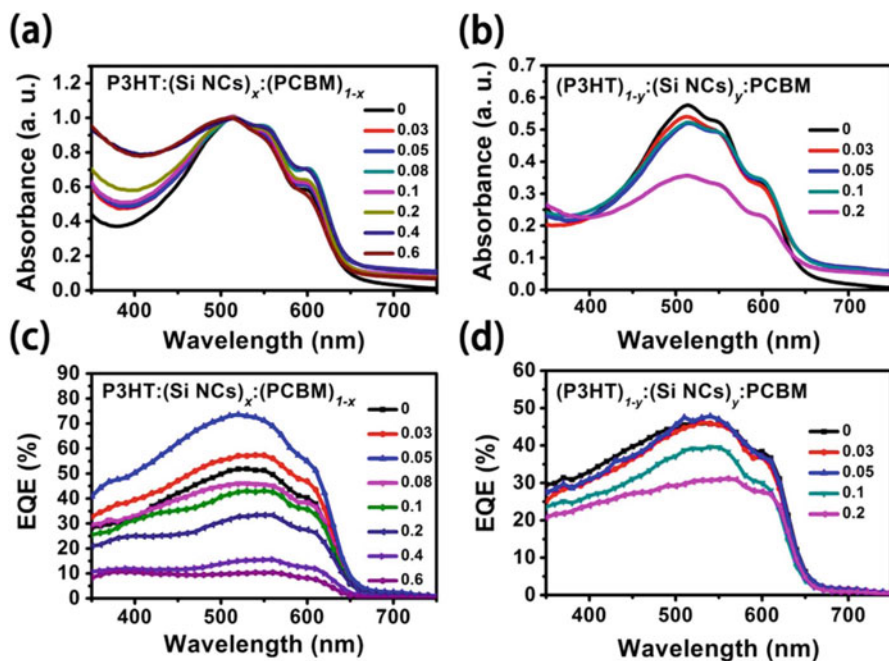 (a)
P3HT:(Si NCs)x:(PCBM)1-x
Absorbance (a. u.)
1.2
1.0
0.8
0.6
0.4
0.2
0.0
0
0.03
0.05
0.08
0.1
0.2
0.4
0.6
400 500 600 700
Wavelength (nm)
(b)
(P3HT)1-y:(Si NCs)y:PCBM
Absorbance (a. u.)
0.7
0.6
0.5
0.4
0.3
0.2
0.1
0.0
0
0.03
0.05
0.1
0.2
400 500 600 700
Wavelength (nm)
(c)
P3HT:(Si NCs)x:(PCBM)1-x
EQE (%)
90
80
70
60
50
40
30
20
10
0
0
0.03
0.05
0.08
0.1
0.2
0.4
0.6
400 500 600 700
Wavelength (nm)
(d)
(P3HT)1-y:(Si NCs)y:PCBM
EQE (%)
60
50
40
30
20
10
0
0
0.03
0.05
0.1
0.2
400 500 600 700
Wavelength (nm)